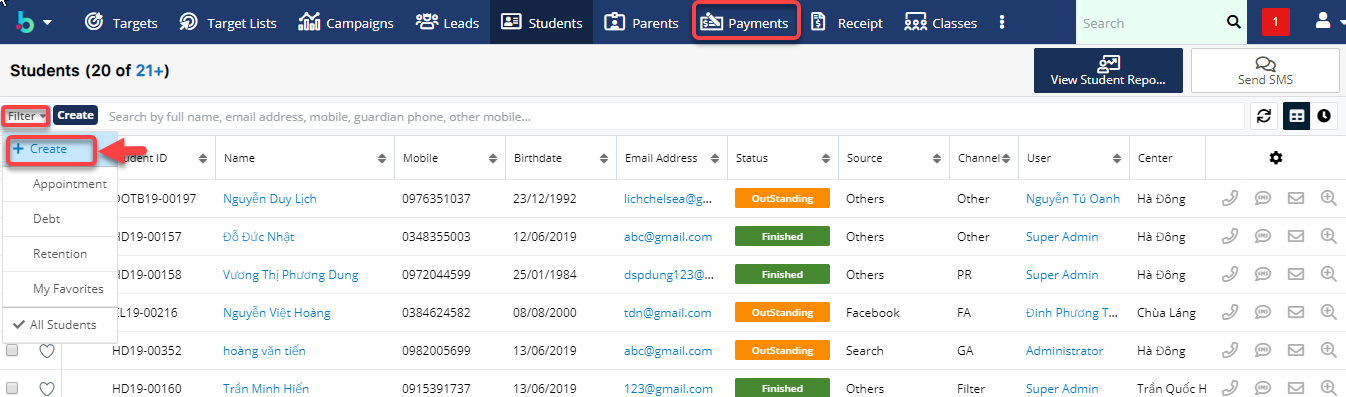 Targets Target Lists Campaigns Leads Students Parents Payments Receipt Classes Search 1
Students (20 of 21+) View Student Repo... Send SMS
Filter Create Search by full name, email address, mobile, guardian phone, other mobile...
+ Create
Appointment
Debt
Retention
My Favorites
All Students
Student ID Name Mobile Birthdate Email Address Status Source Channel User Center
DOTB19-00197 Nguyễn Duy Lịch 0976351037 23/12/1992 lichchelsea@g... OutStanding Others Other Nguyễn Tú Oanh Hà Đông
HD19-00157 Đỗ Đức Nhật 0348355003 12/06/2019 abc@gmail.com Finished Others Other Super Admin Hà Đông
HD19-00158 Vương Thị Phương Dung 0972044599 25/01/1984 dspdung123@... Finished Others PR Super Admin Hà Đông
L19-00216 Nguyễn Việt Hoàng 0384624582 08/08/2000 tdn@gmail.com OutStanding Facebook FA Đinh Phương T... Chùa Láng
HD19-00352 hoàng văn tiến 0982005699 13/06/2019 abc@gmail.com OutStanding Search GA Administrator Hà Đông
HD19-00160 Trần Minh Hiến 0915391737 13/06/2019 123@gmail.com Finished Others Filter Super Admin Trần Quốc H